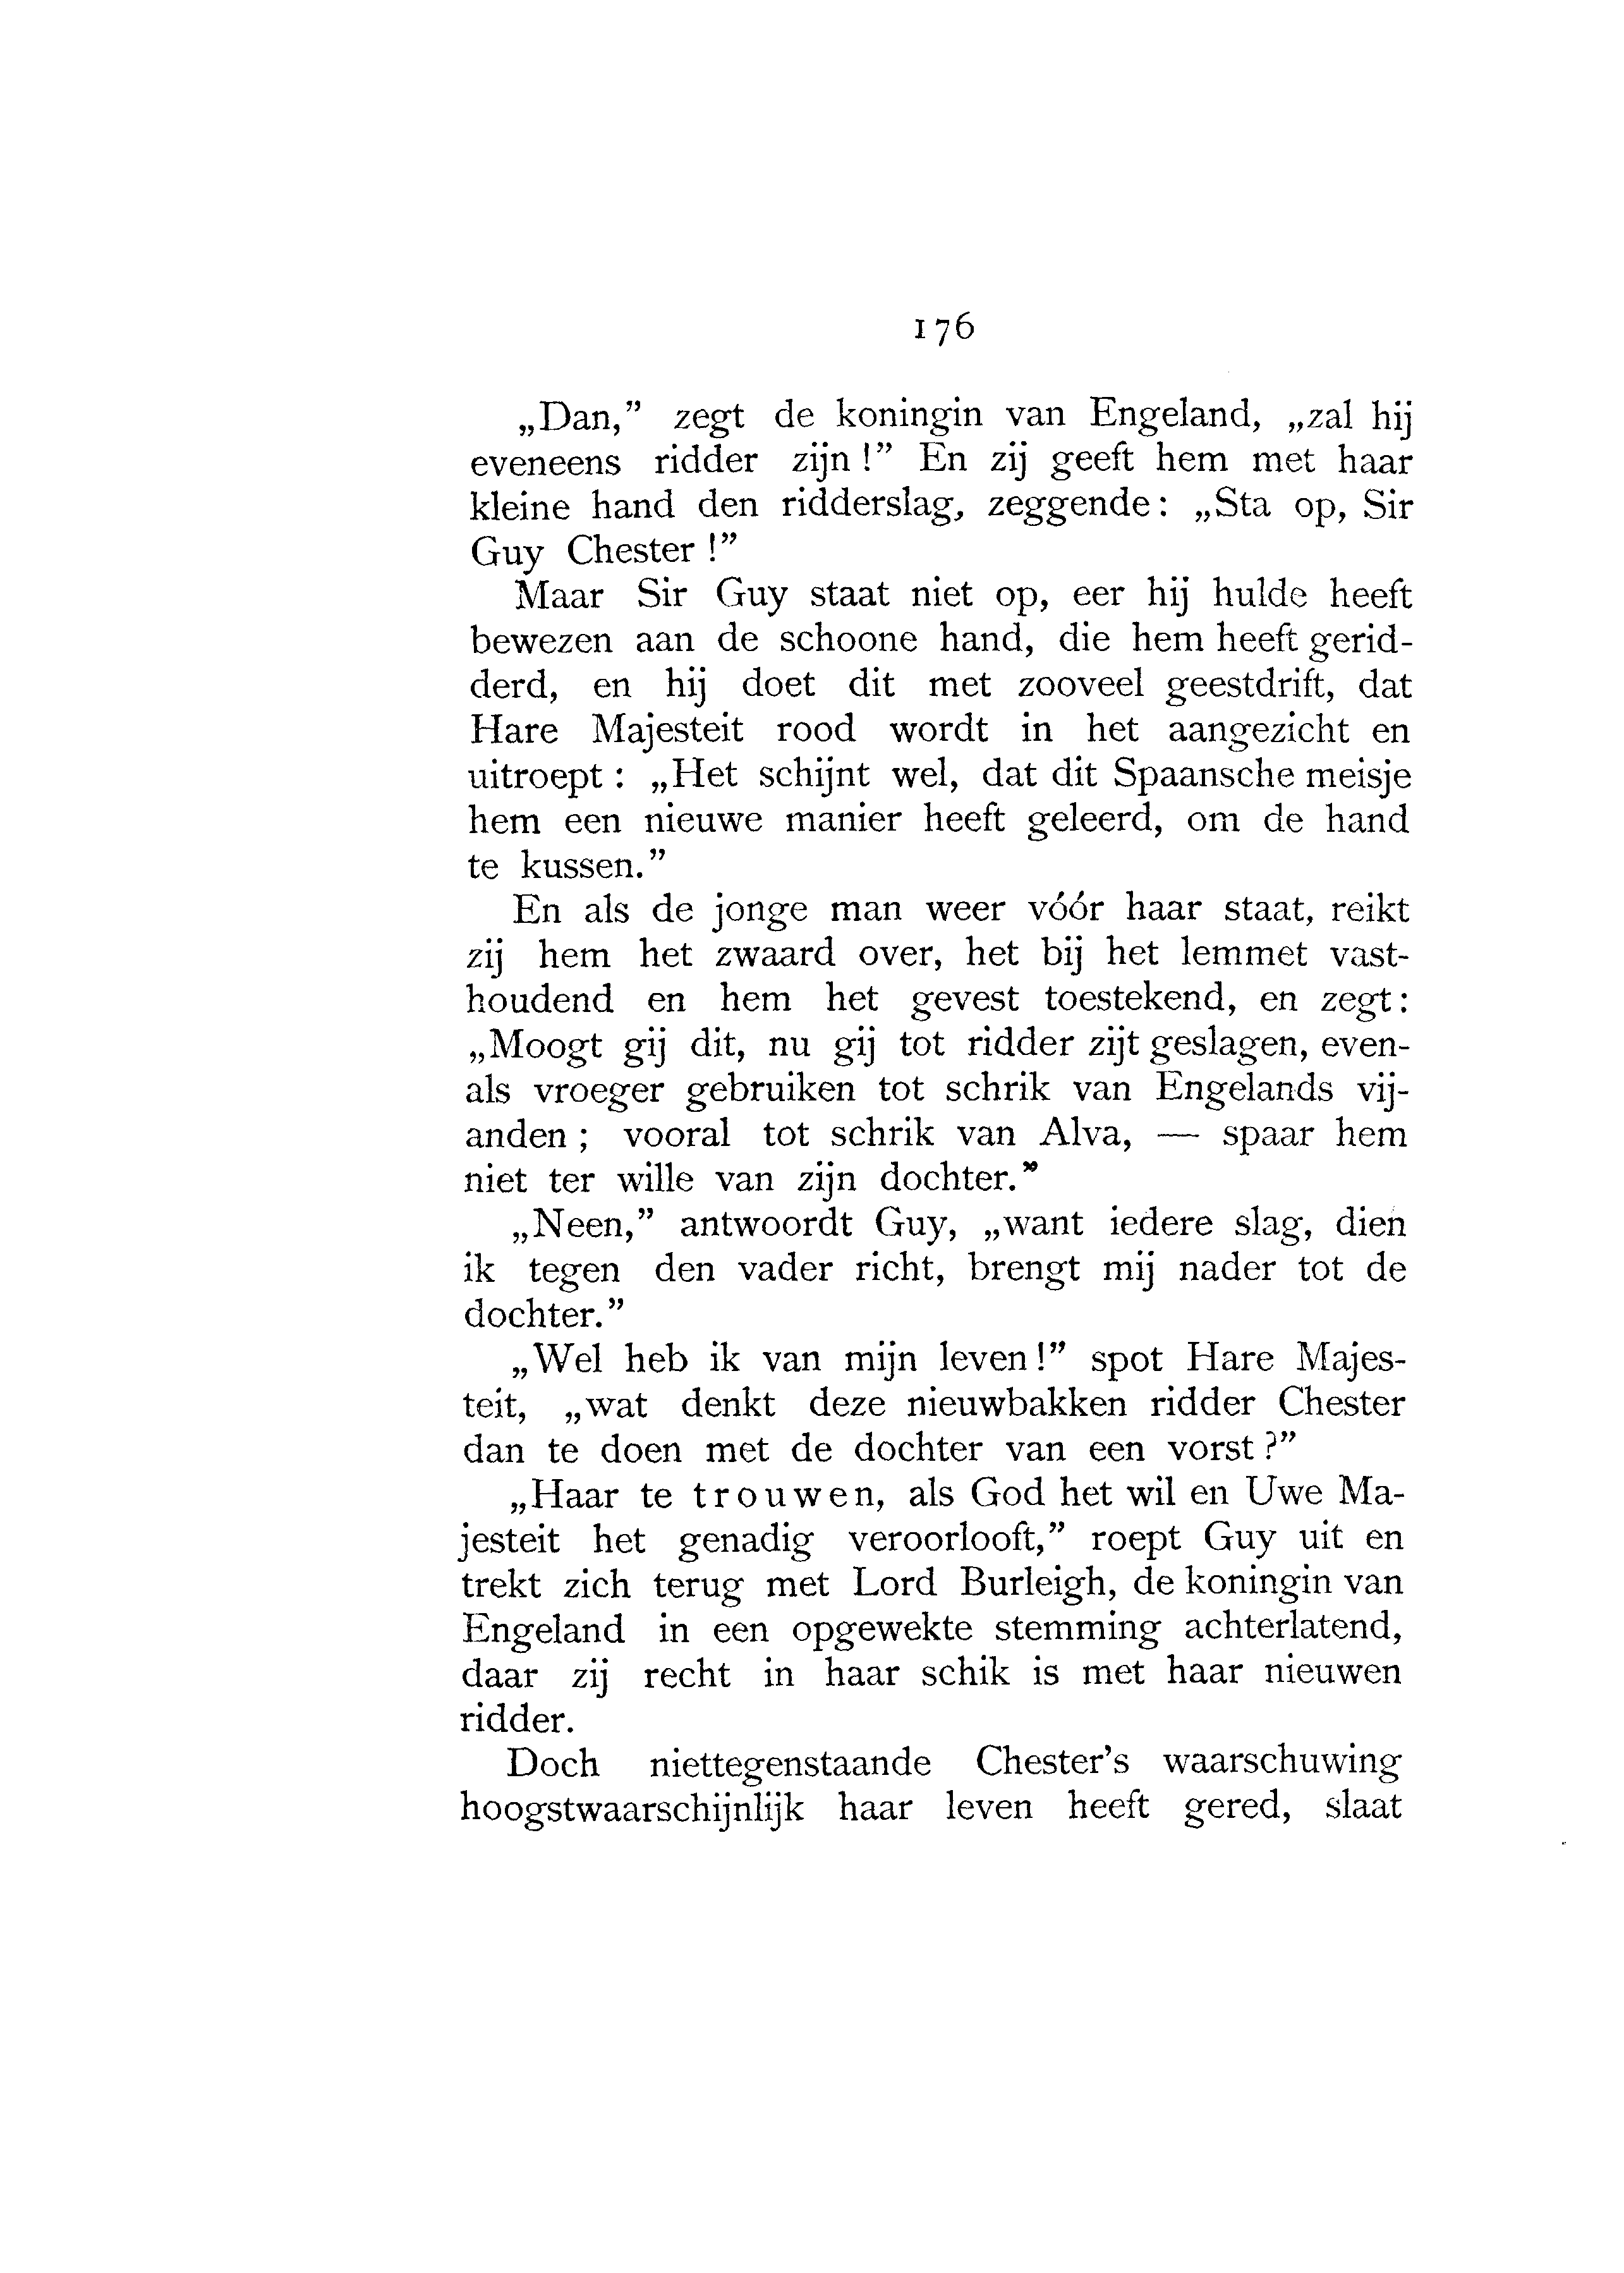 176
„Dan,” zegt de koningin van Engeland, „zal hij
eveneens ridder zijn!” En zij geeft hem met haar
kleine hand den ridderslag, zeggende: „Sta op, Sir
Guy Chester!”
Maar Sir Guy staat niet op, eer hij hulde heeft
bewezen aan de schoone hand, die hem heeft gerid-
derd, en hij doet dit met zooveel geestdrift, dat
Hare Majesteit rood wordt in het aangezicht en
uitroept: „Het schijnt wel, dat dit Spaansche meisje
hem een nieuwe manier heeft geleerd, om de hand
te kussen.”
En als de jonge man weer vóór haar staat, reikt
zij hem het zwaard over, het bij het lemmet vast-
houdend en hem het gevest toestekend, en zegt:
„Moogt gij dit, nu gij tot ridder zijt geslagen, even-
als vroeger gebruiken tot schrik van Engelands vij-
anden; vooral tot schrik van Alva, — spaar hem
niet ter wille van zijn dochter.”
„Neen,” antwoordt Guy, „want iedere slag, dien
ik tegen den vader richt, brengt mij nader tot de
dochter.”
„Wel heb ik van mijn leven!” spot Hare Majes-
teit, „wat denkt deze nieuwbakken ridder Chester
dan te doen met de dochter van een vorst?”
„Haar te trouwen, als God het wil en Uwe Ma-
jesteit het genadig veroorlooft,” roept Guy uit en
trekt zich terug met Lord Burleigh, de koningin van
Engeland in een opgewekte stemming achterlatend,
daar zij recht in haar schik is met haar nieuwen
ridder.
Doch niettegenstaande Chester's waarschuwing
hoogstwaarschijnlijk haar leven heeft gered, slaat